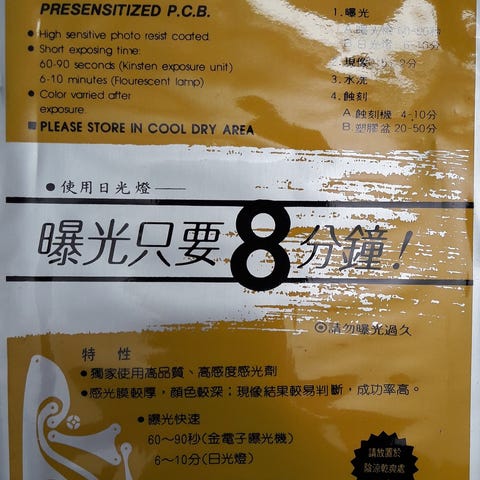 PRESENSITIZED P.C.B.
● High sensitive photo resist coated.
● Short exposing time:
60-90 seconds (Kinsten exposure unit)
6-10 minutes (Flourescent lamp)
● Color varried after
exposure.
■ PLEASE STORE IN COOL DRY AREA
1.曝光
2.現像
3.水洗
4.蝕刻
A.蝕刻機 4-10分
B.塑膠盆 20-50分
●使用日光燈——
曝光只要8分鐘!
◎請勿曝光過久
特性
●獨家使用高品質、高感度感光劑
●感光膜較厚,顏色較深;現像結果較易判斷,成功率高。
●曝光快速
60~90秒(金電子曝光機)
6~10分(日光燈)
請放置於
陰涼乾爽處